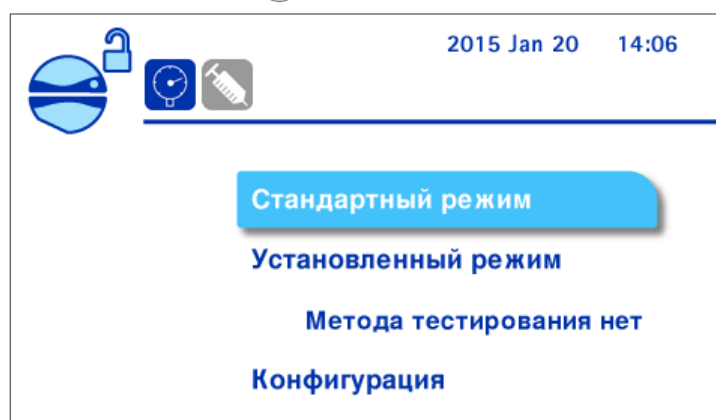 2015 Jan 20 14:06
Стандартный режим
Установленный режим
Метода тестирования нет
Конфигурация